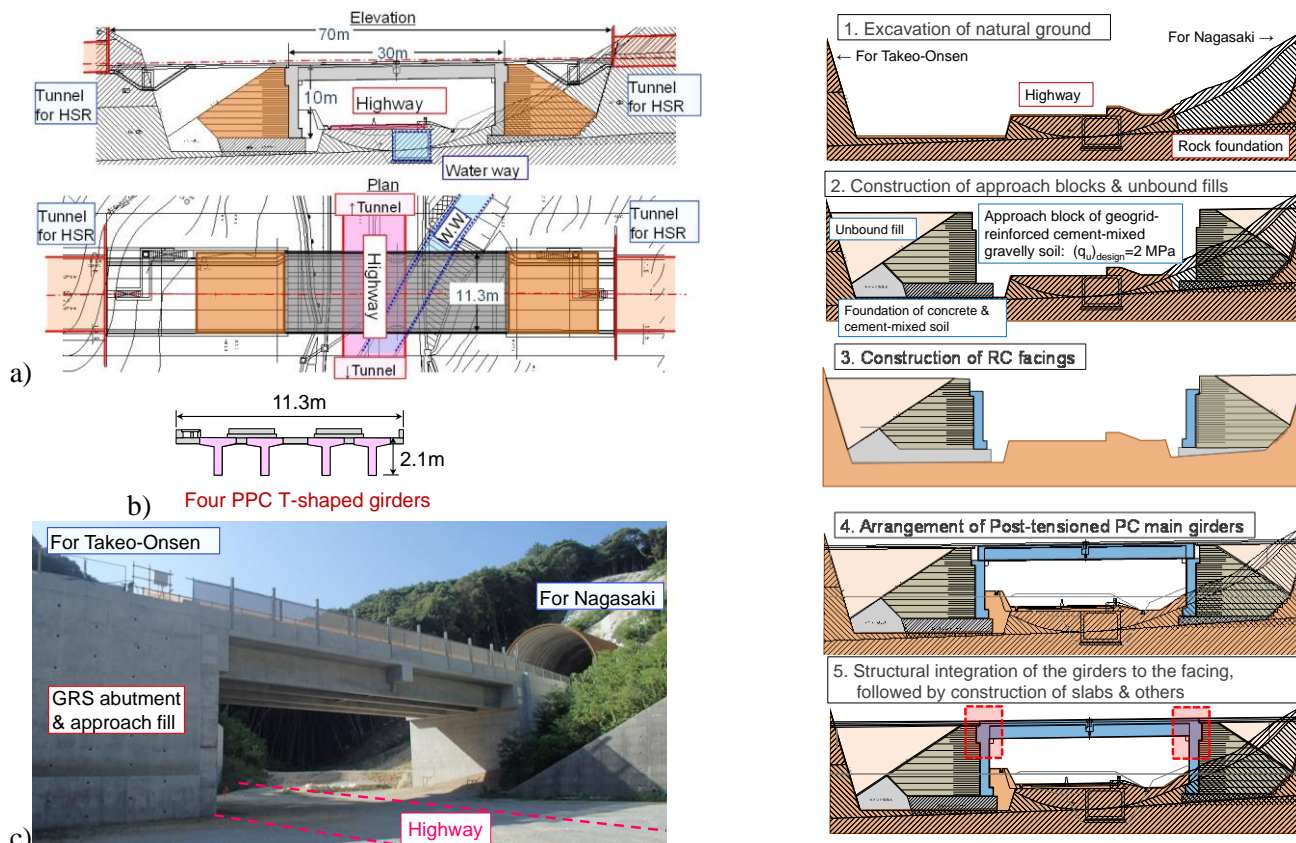 Elevation
70m
30m
10m
Tunnel
for HSR
Highway
Tunnel
for HSR
Water way
Plan
Tunnel
for HSR
↑Tunnel
W.W.
Tunnel
for HSR
Highway
11.3m
↓Tunnel
a)
11.3m
2.1m
b)
Four PPC T-shaped girders
For Takeo-Onsen
For Nagasaki
GRS abutment
& approach fill
Highway
c)
1. Excavation of natural ground
For Nagasaki →
← For Takeo-Onsen
Highway
Rock foundation
2. Construction of approach blocks & unbound fills
Unbound fill
Approach block of geogrid-
reinforced cement-mixed
gravelly soil: (qu)design=2 MPa
Foundation of concrete &
cement-mixed soil
3. Construction of RC facings
4. Arrangement of Post-tensioned PC main girders
5. Structural integration of the girders to the facing,
followed by construction of slabs & others